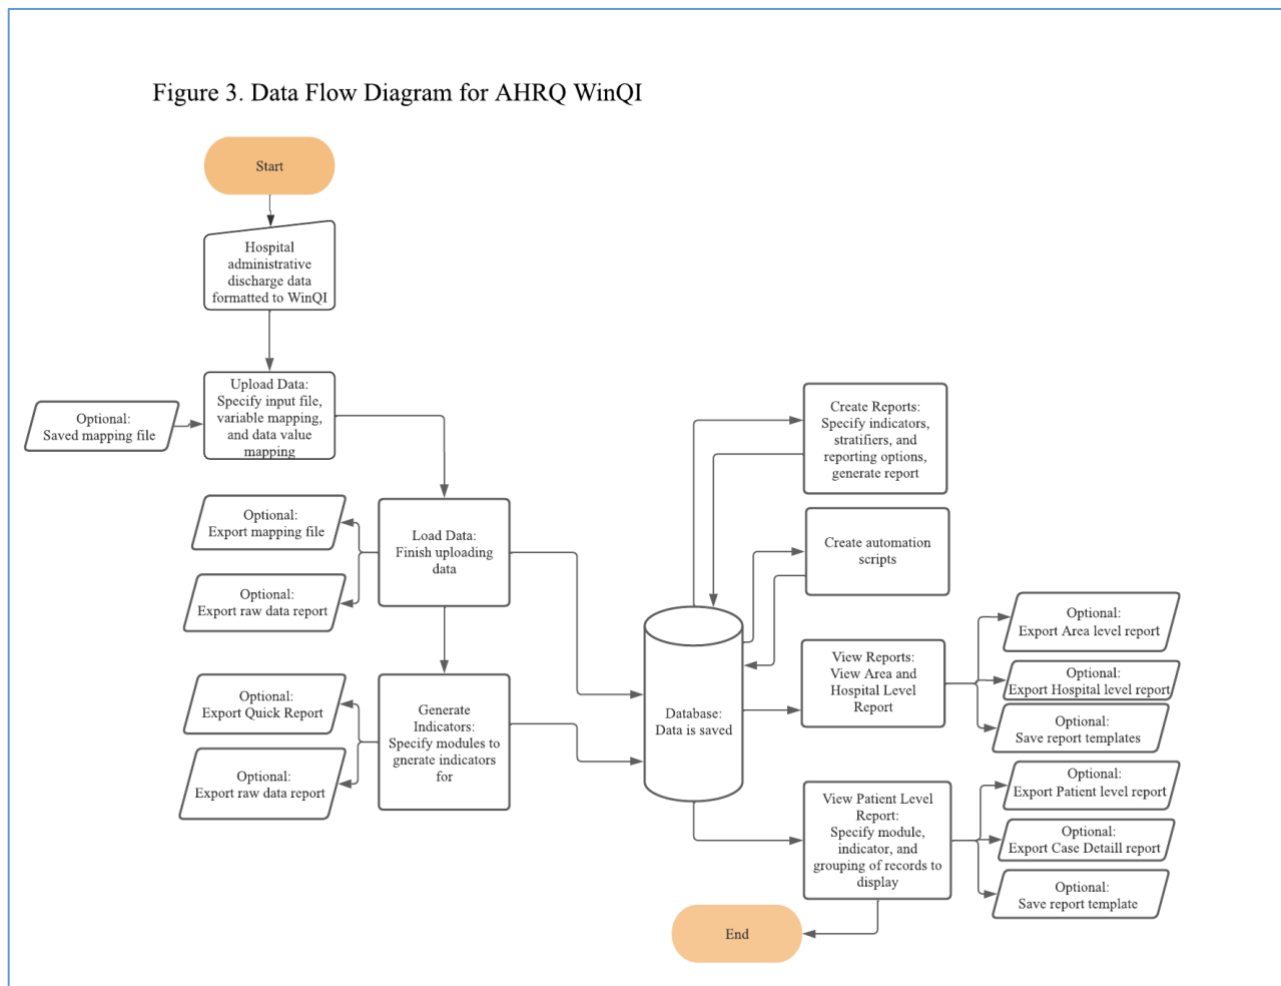 Figure 3. Data Flow Diagram for AHRQ WinQI
Start
Hospital
administrative
discharge data
formatted to WinQI
Upload Data:
Specify input file,
variable mapping,
and data value
mapping
Optional:
Saved mapping file
Optional:
Export mapping file
Optional:
Export raw data report
Load Data:
Finish uploading
data
Optional:
Export Quick Report
Optional:
Export raw data report
Generate
Indicators:
Specify modules to
gnerate indicators
for
Database:
Data is saved
Create Reports:
Specify indicators,
stratifiers, and
reporting options,
generate report
Create automation
scripts
View Reports:
View Area and
Hospital Level
Report
Optional:
Export Area level report
Optional:
Export Hospital level report
Optional:
Save report templates
View Patient Level
Report:
Specify module,
indicator, and
grouping of records to
display
Optional:
Export Patient level report
Optional:
Export Case Detaill report
Optional:
Save report template
End